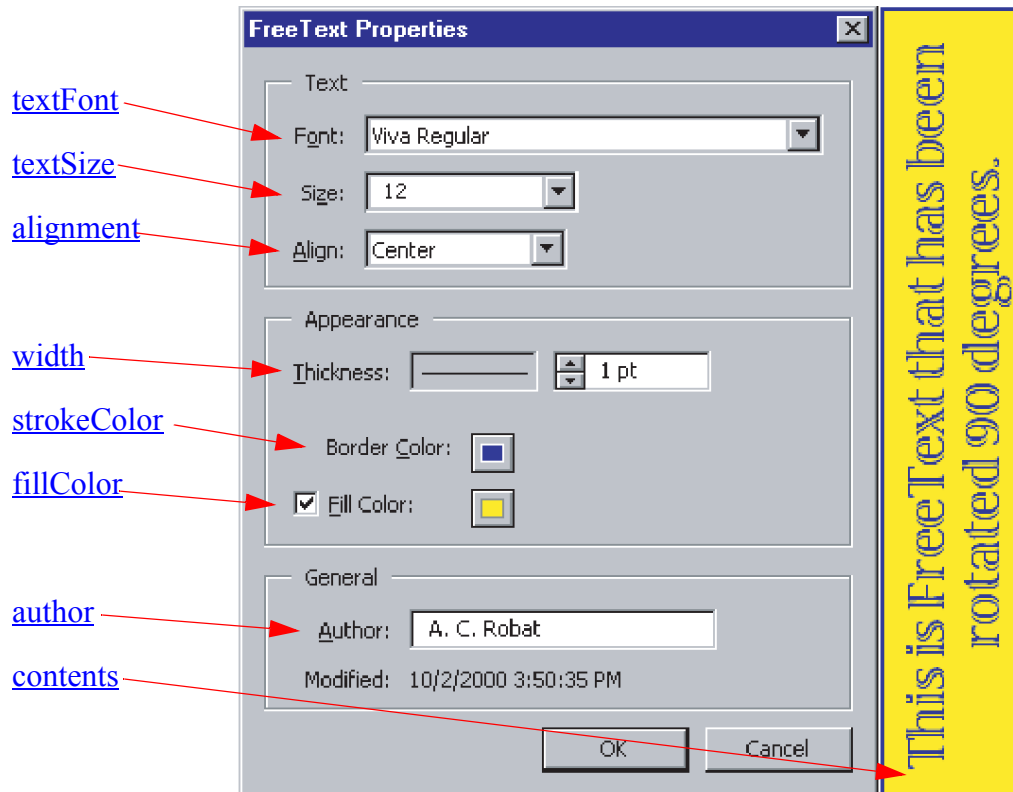 FreeText Properties
Text
textFont
Font: Viva Regular
textSize
Size: 12
alignment
Align: Center
Appearance
width
Thickness: 1 pt
strokeColor
Border Color:
fillColor
Fill Color:
General
author
Author: A. C. Robat
contents
Modified: 10/2/2000 3:50:35 PM
OK Cancel
This is FreeText that has been
rotated 90 degrees.